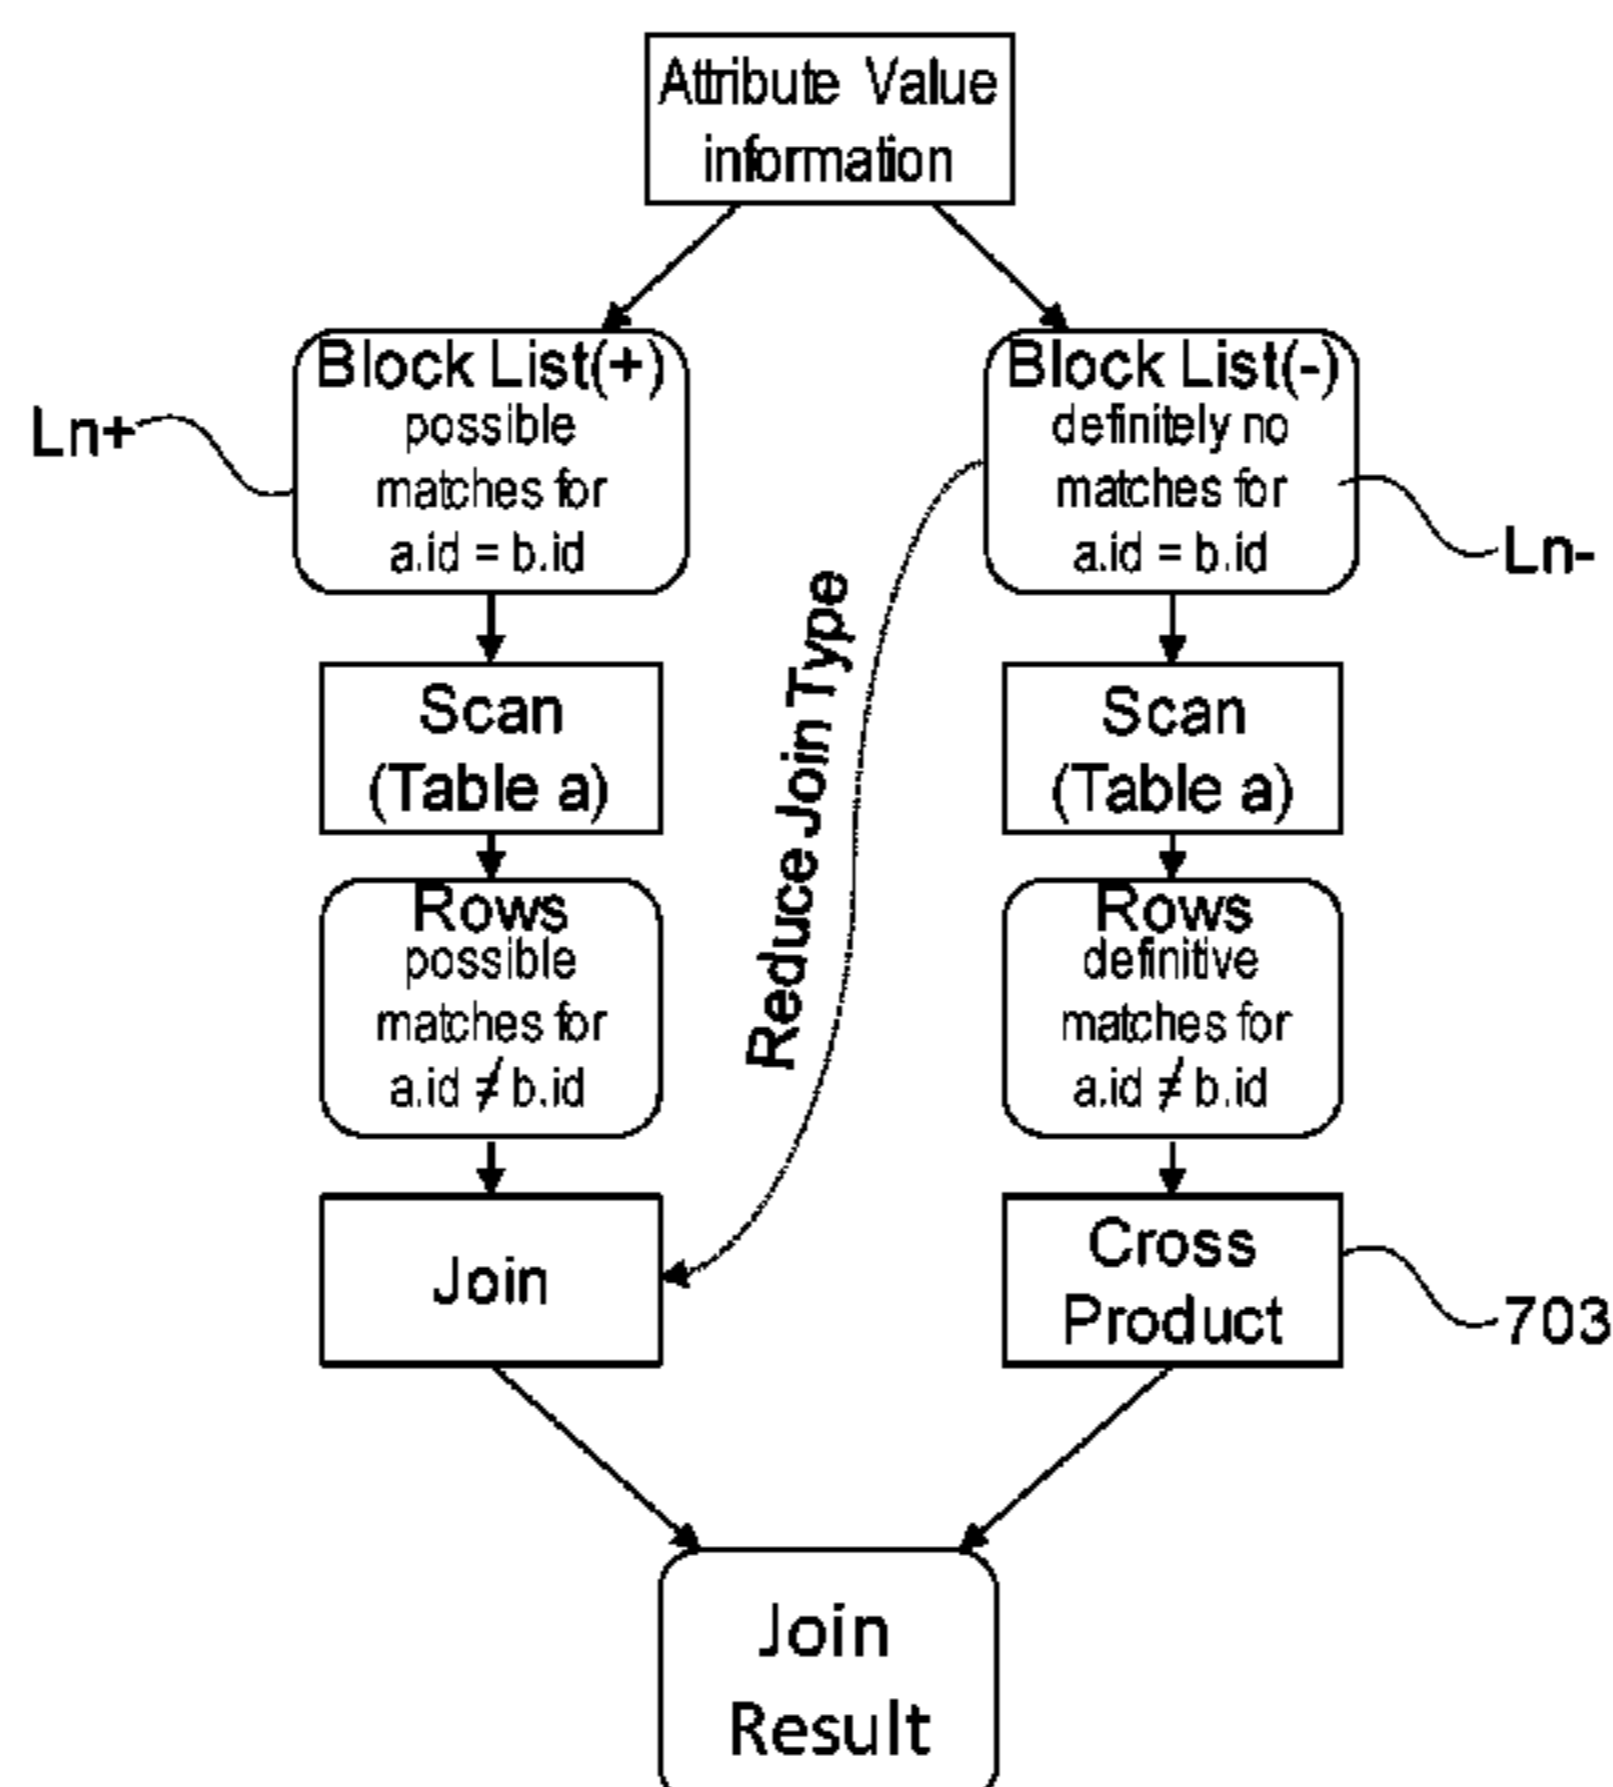 Attribute Value
information
Block List(+)
possible
matches for
a.id = b.id
Ln+
Block List(-)
definitely no
matches for
a.id = b.id
Ln-
Reduce Join Type
Scan
(Table a)
Scan
(Table a)
Rows
possible
matches for
a.id ≠ b.id
Rows
definitive
matches for
a.id ≠ b.id
Join
Cross
Product
703
Join
Result